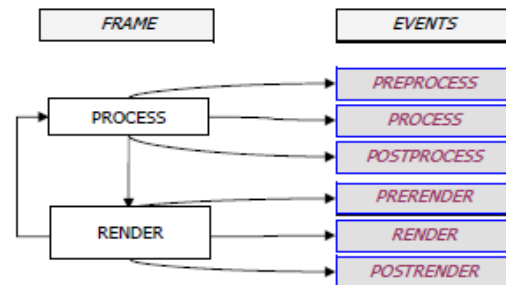 FRAME
EVENTS
PREPROCESS
PROCESS
PROCESS
POSTPROCESS
PRERENDER
RENDER
RENDER
POSTRENDER